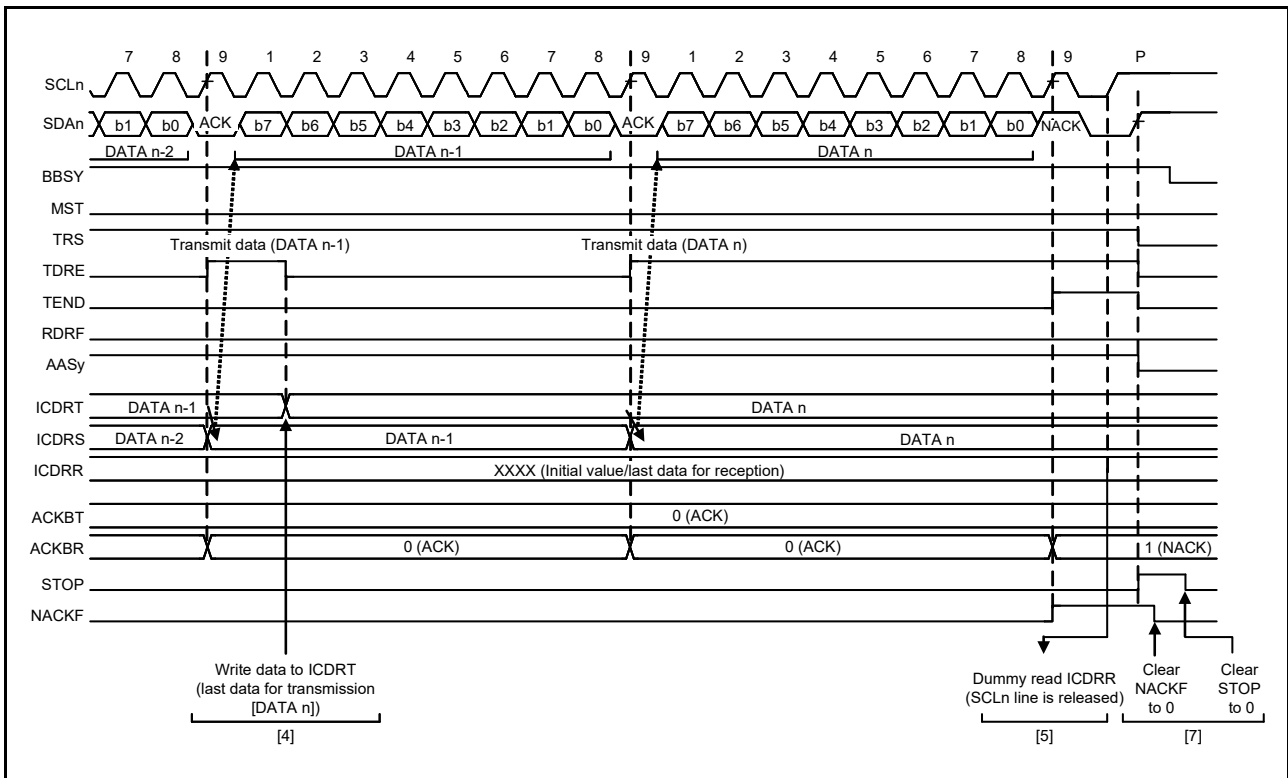 7 8 9 1 2 3 4 5 6 7 8 9 1 2 3 4 5 6 7 8 9 P
SCLn
SDAn b1 b0 ACK b7 b6 b5 b4 b3 b2 b1 b0 ACK b7 b6 b5 b4 b3 b2 b1 b0 NACK
DATA n-2 DATA n-1 DATA n
BBSY
MST
TRS
Transmit data (DATA n-1) Transmit data (DATA n)
TDRE
TEND
RDRF
AASy
ICDRT DATA n-1 DATA n
ICDRS DATA n-2 DATA n-1 DATA n
ICDRR XXXX (Initial value/last data for reception)
ACKBT 0 (ACK)
ACKBR 0 (ACK) 0 (ACK) 1 (NACK)
STOP
NACKF
Write data to ICDRT
(last data for transmission
[DATA n])
[4]
Dummy read ICDRR
(SCLn line is released)
[5]
Clear
NACKF
to 0
Clear
STOP
to 0
[7]